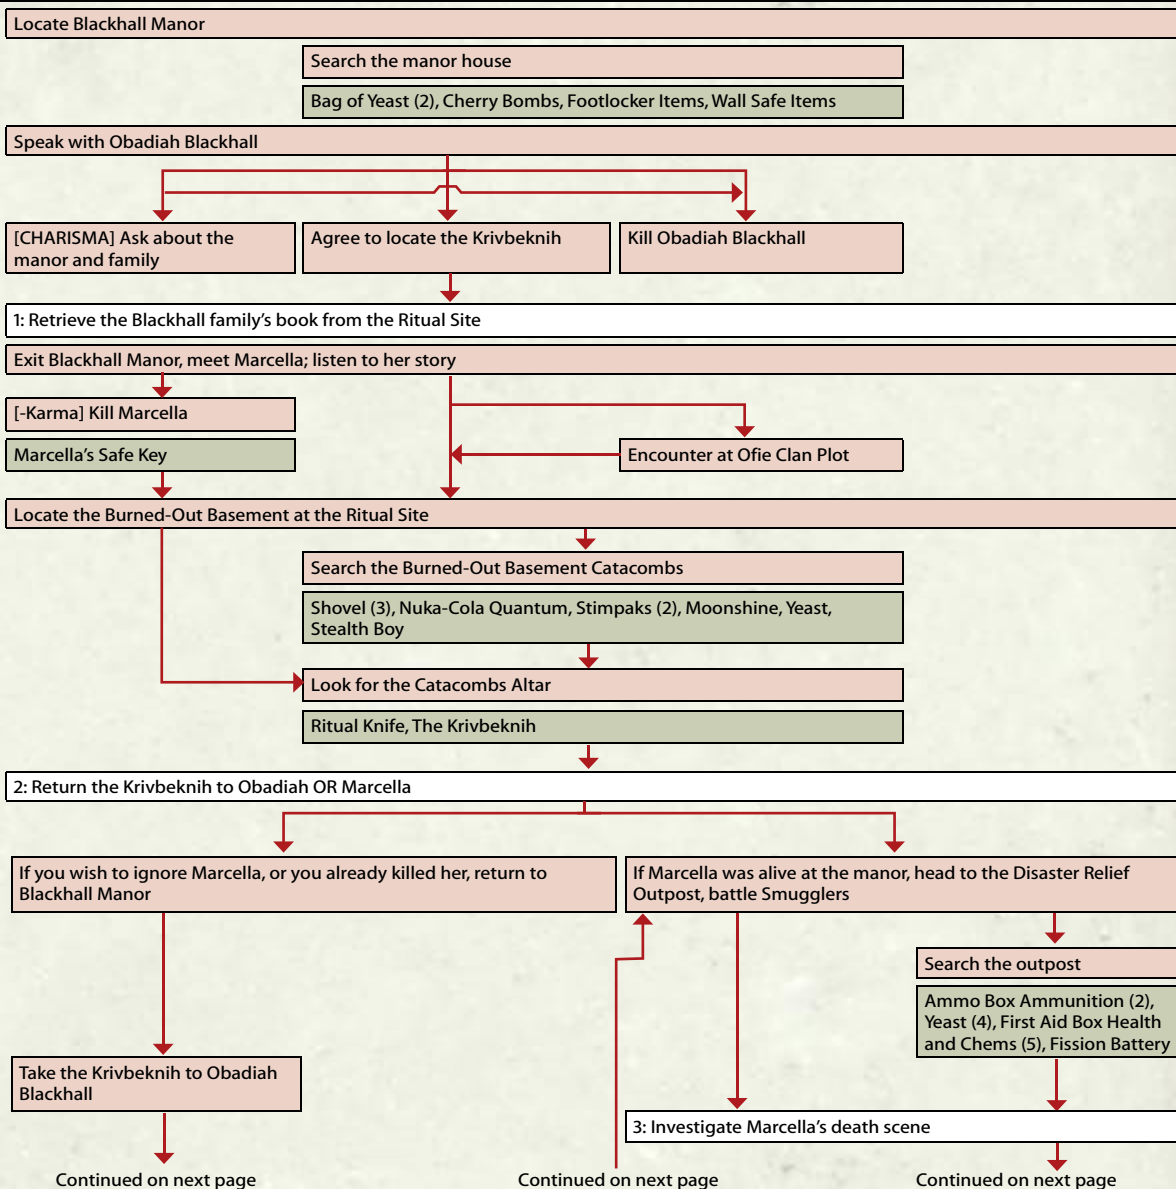 Locate Blackhall Manor
Search the manor house
Bag of Yeast (2), Cherry Bombs, Footlocker Items, Wall Safe Items
Speak with Obadiah Blackhall
[CHARISMA] Ask about the
manor and family
Agree to locate the Krivbeknih
Kill Obadiah Blackhall
1: Retrieve the Blackhall family's book from the Ritual Site
Exit Blackhall Manor, meet Marcella; listen to her story
[-Karma] Kill Marcella
Marcella's Safe Key
Encounter at Ofie Clan Plot
Locate the Burned-Out Basement at the Ritual Site
Search the Burned-Out Basement Catacombs
Shovel (3), Nuka-Cola Quantum, Stimpaks (2), Moonshine, Yeast,
Stealth Boy
Look for the Catacombs Altar
Ritual Knife, The Krivbeknih
2: Return the Krivbeknih to Obadiah OR Marcella
If you wish to ignore Marcella, or you already killed her, return to
Blackhall Manor
If Marcella was alive at the manor, head to the Disaster Relief
Outpost, battle Smugglers
Search the outpost
Ammo Box Ammunition (2),
Yeast (4), First Aid Box Health
and Chems (5), Fission Battery
Take the Krivbeknih to Obadiah
Blackhall
3: Investigate Marcella's death scene
Continued on next page
Continued on next page
Continued on next page